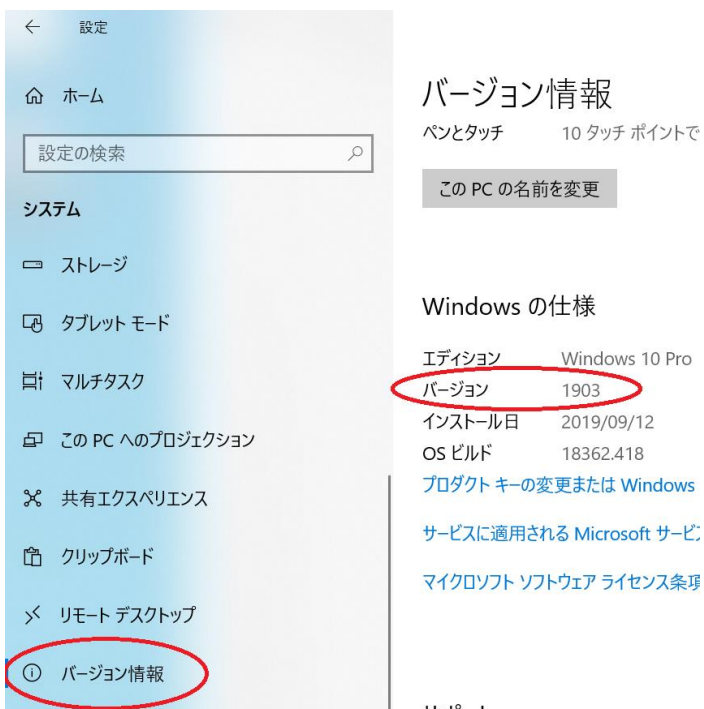 設定
ホーム
設定の検索
システム
ストレージ
タブレット モード
マルチタスク
この PC へのプロジェクション
共有エクスペリエンス
クリップボード
リモート デスクトップ
バージョン情報
バージョン情報
ペンとタッチ 10 タッチ ポイントで
この PC の名前を変更
Windows の仕様
エディション Windows 10 Pro
バージョン 1903
インストール日 2019/09/12
OS ビルド 18362.418
プロダクト キーの変更または Windows
サービスに適用される Microsoft サービ
マイクロソフト ソフトウェア ライセンス条項